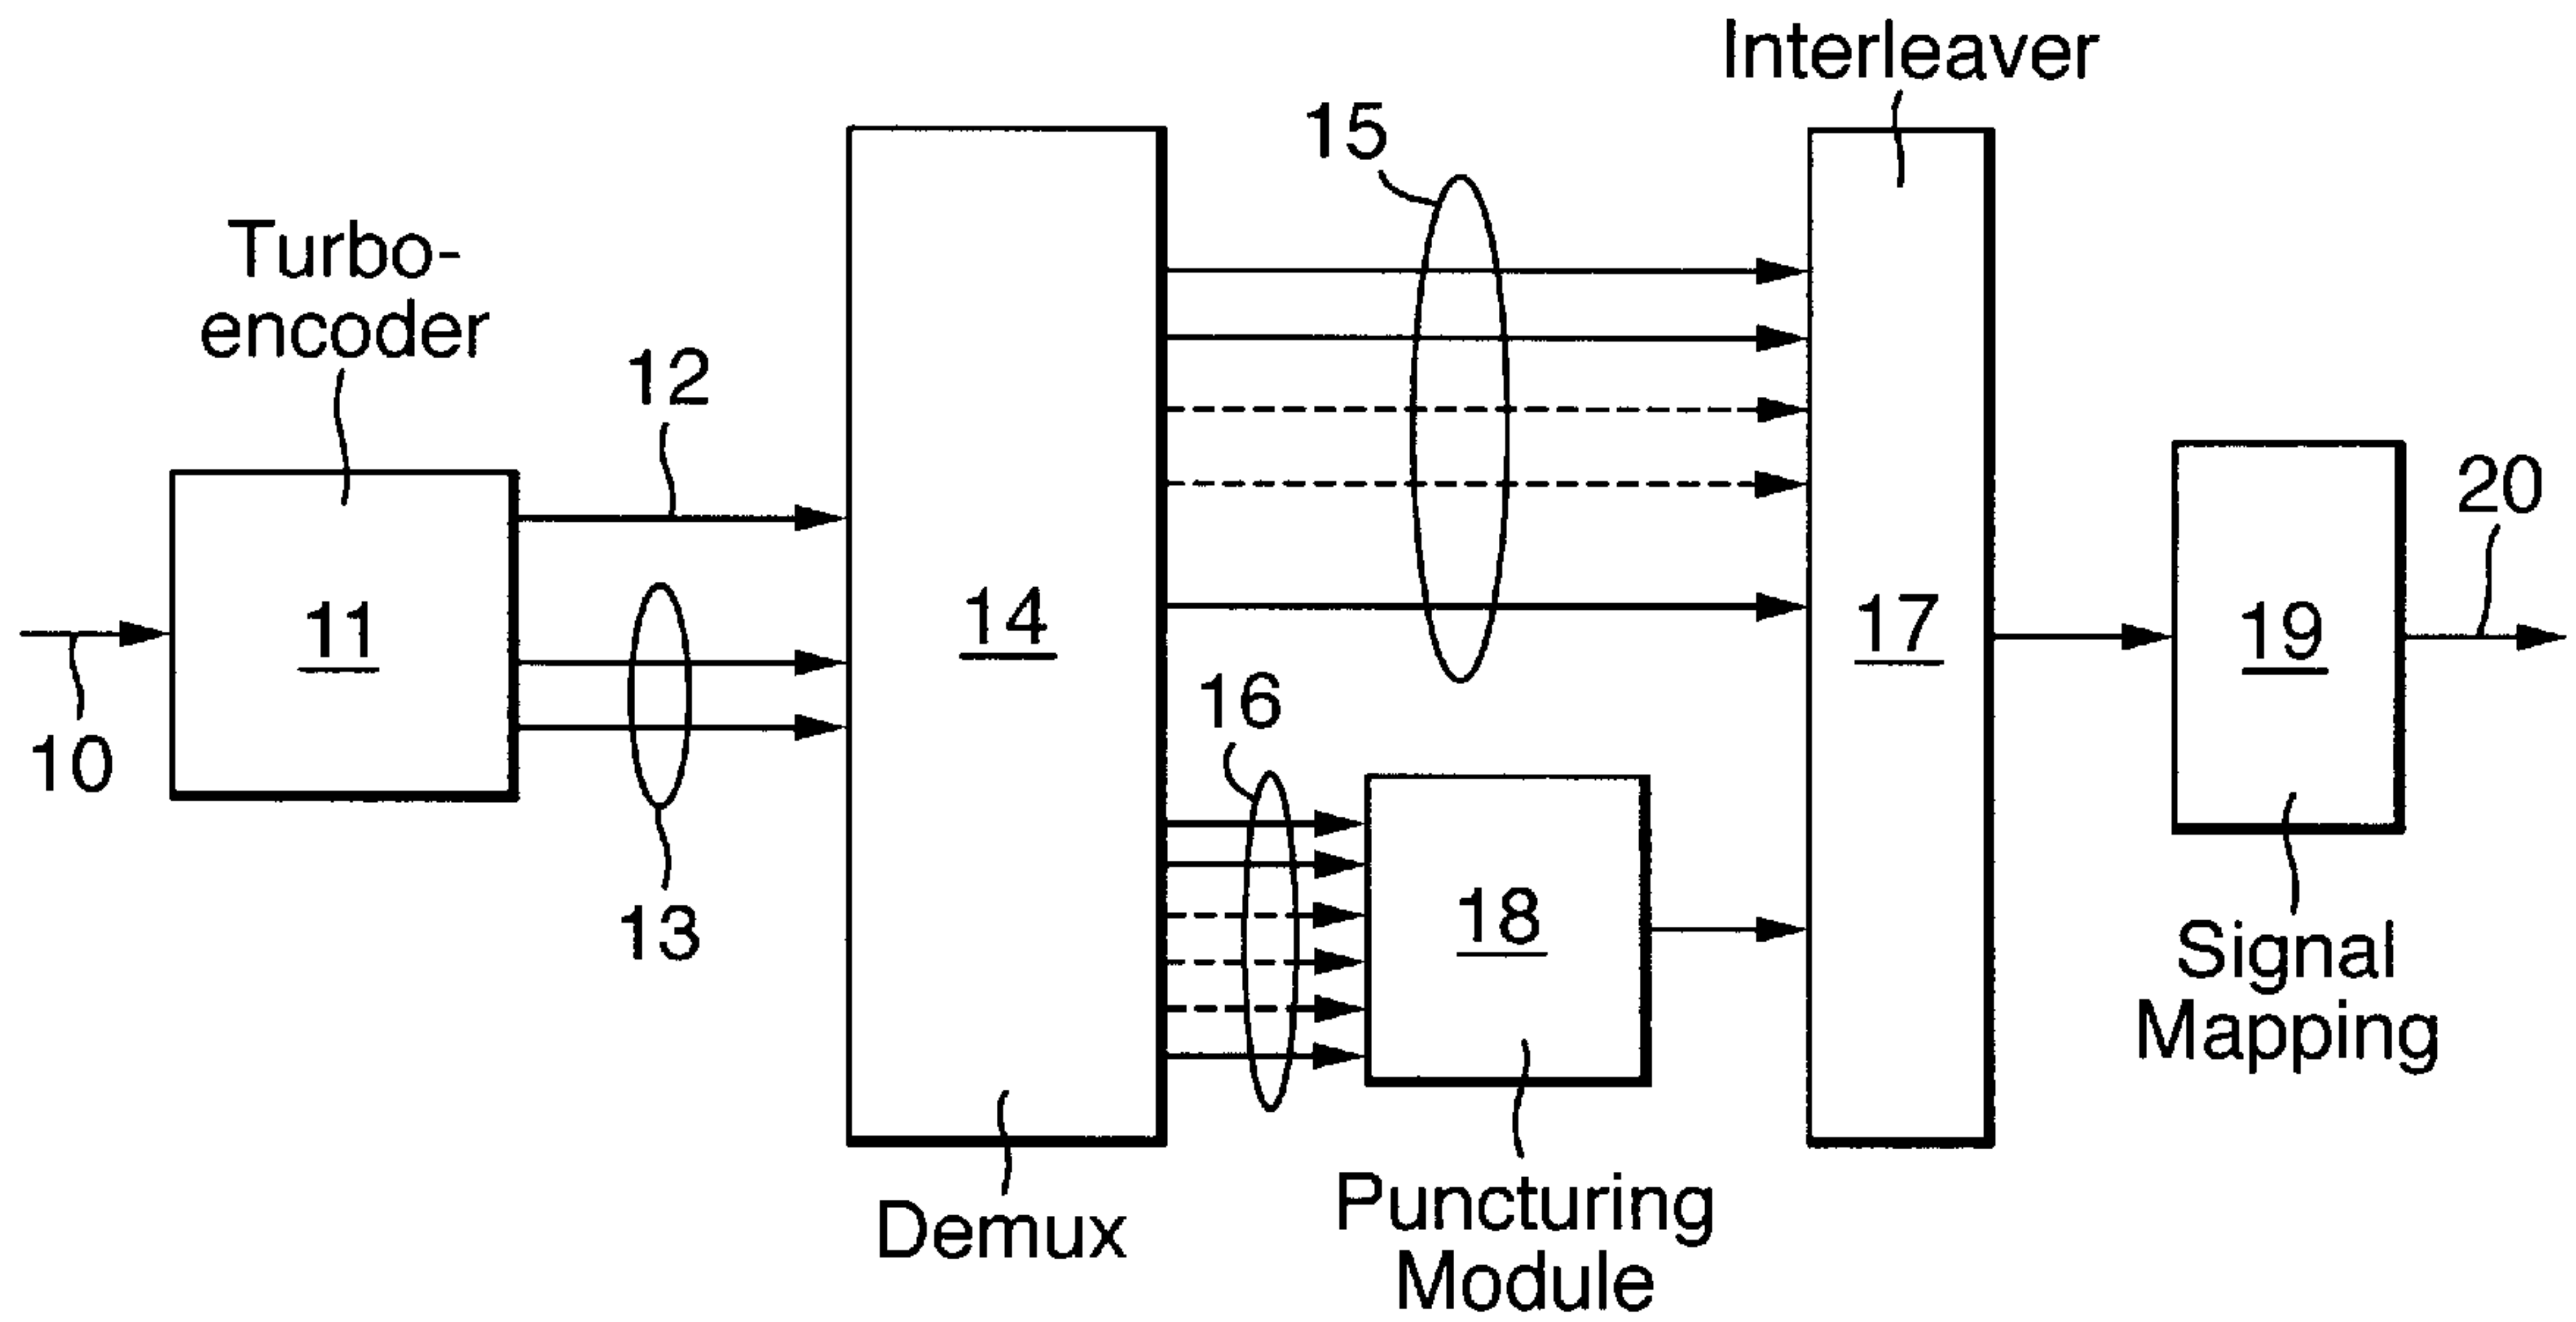 Interleaver
15
Turbo-
encoder
12
20
11
14
17
19
10
16
13
18
Signal
Mapping
Demux
Puncturing
Module